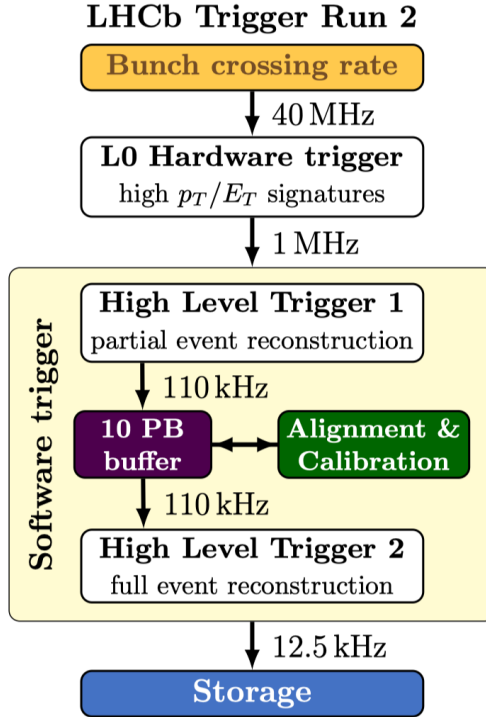 LHCb Trigger Run 2
Bunch crossing rate
40 MHz
L0 Hardware trigger
high p_T/E_T signatures
1 MHz
Software trigger
High Level Trigger 1
partial event reconstruction
110 kHz
10 PB
buffer
Alignment &
Calibration
110 kHz
High Level Trigger 2
full event reconstruction
12.5 kHz
Storage